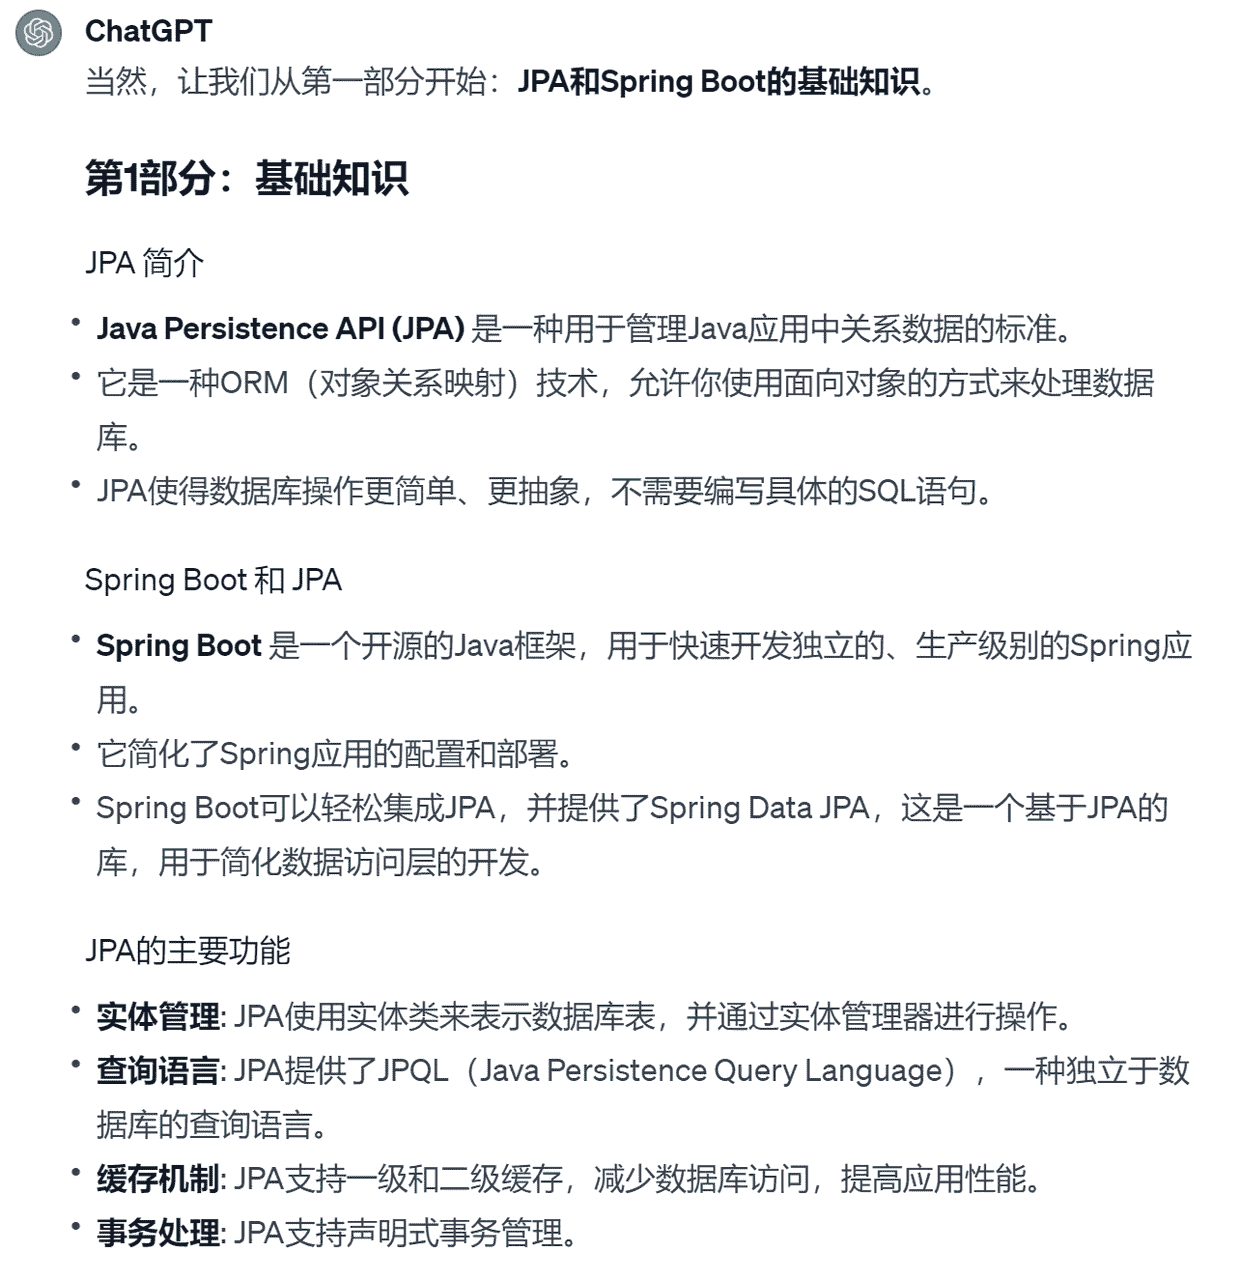 ChatGPT
当然，让我们从第一部分开始：JPA和Spring Boot的基础知识。
第1部分：基础知识
JPA 简介
• Java Persistence API (JPA) 是一种用于管理Java应用中关系数据的标准。
• 它是一种ORM（对象关系映射）技术，允许你使用面向对象的方式来处理数据
库。
• JPA使得数据库操作更简单、更抽象，不需要编写具体的SQL语句。
Spring Boot 和 JPA
• Spring Boot 是一个开源的Java框架，用于快速开发独立的、生产级别的Spring应
用。
• 它简化了Spring应用的配置和部署。
• Spring Boot可以轻松集成JPA，并提供了Spring Data JPA，这是一个基于JPA的
库，用于简化数据访问层的开发。
JPA的主要功能
• 实体管理: JPA使用实体类来表示数据库表，并通过实体管理器进行操作。
• 查询语言: JPA提供了JPQL（Java Persistence Query Language），一种独立于数
据库的查询语言。
• 缓存机制: JPA支持一级和二级缓存，减少数据库访问，提高应用性能。
• 事务处理: JPA支持声明式事务管理。